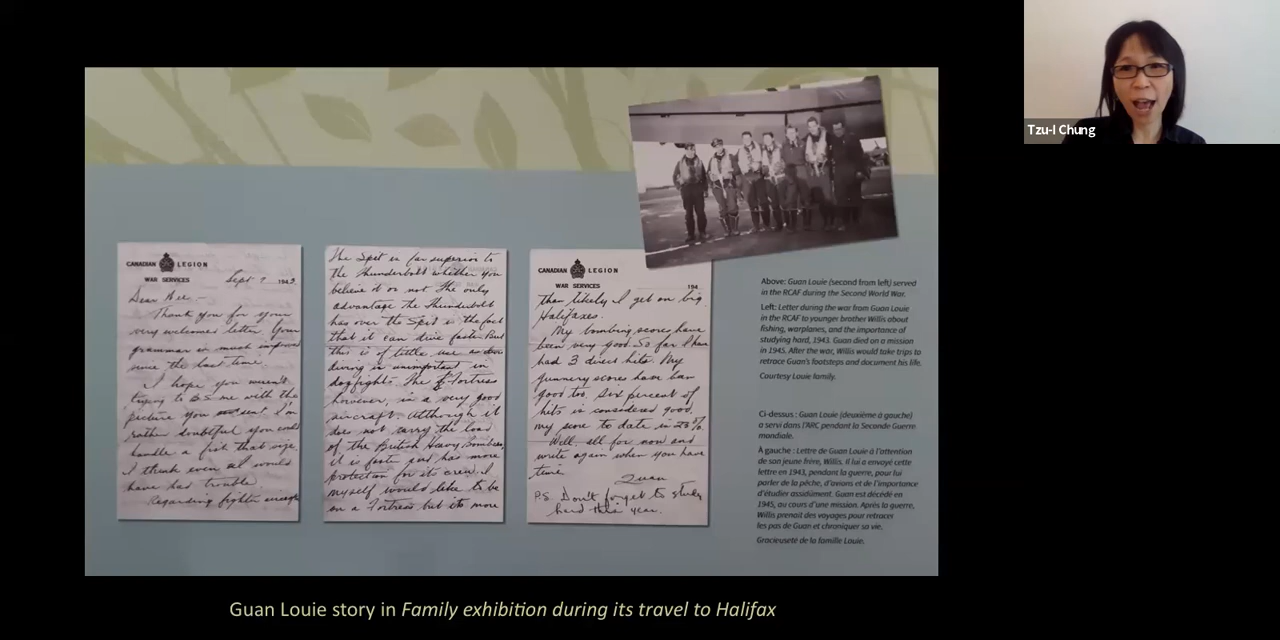 Tzu-I Chung
CANADIAN LEGION
WAR SERVICES
Sept 7 1943
Dear Wee,-
Thank you for your
very welcomed letter. Your
grammar is much improved
since the last time.
I hope you weren't
trying to BS me with the
picture you sent. I'm
rather doubtful you could
handle a fish that size.
I think even Al would
have had trouble.
Regarding fighter
The Spit is far superior to
the Thunderbolt whether you
believe it or not. The only
advantage the Thunderbolt
has over the Spit is the fact
that it can dive faster. But
this is of little use as
diving is unimportant in
dogfights. The Fortress
however, is a very good
aircraft. Although it
does not carry the load
of the British Heavy bombers
it is faster and has more
protection for its crew. I
myself would like to be
on a Fortress but its more
CANADIAN LEGION
WAR SERVICES
194
than likely I get on big
Halifaxes.
My bombing scores have
been very good. So far I have
had 3 direct hits. My
gunnery scores have been
good too. Six percent of
hits is considered good,
my score to date is 23%.
Well, all for now and
write again when you have
time.
Quan
P.S. Don't forget to study
hard this year.
Above: Guan Louie (second from left) served
in the RCAF during the Second World War.
Left: Letter during the war from Guan Louie
in the RCAF to younger brother Willis about
fishing, warplanes, and the importance of
studying hard, 1943. Guan died on a mission
in 1945. After the war, Willis would take trips to
retrace Guan's footsteps and document his life.
Courtesy Louie family.
Ci-dessus : Guan Louie (deuxième à gauche)
a servi dans l'ARC pendant la Seconde Guerre
mondiale.
À gauche : Lettre de Guan Louie à l'attention
de son jeune frère, Willis. Il lui a envoyé cette
lettre en 1943, pendant la guerre, pour lui
parler de la pêche, d'avions et de l'importance
d'étudier assidûment. Guan est décédé en
1945, au cours d'une mission. Après la guerre,
Willis prenait des voyages pour retracer
les pas de Guan et chroniquer sa vie.
Gracieuseté de la famille Louie.
Guan Louie story in Family exhibition during its travel to Halifax